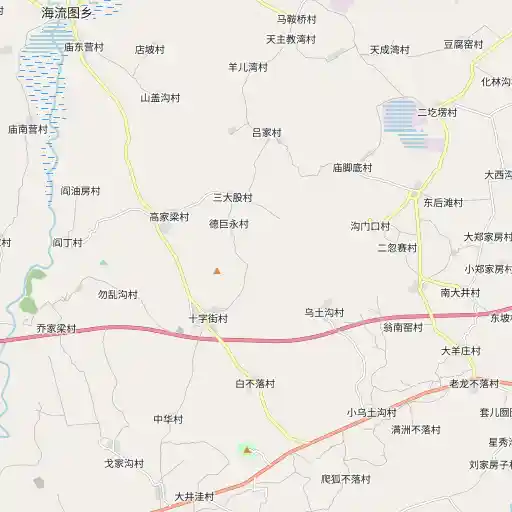 海流图乡
马鞍桥村
庙东营村
店坡村
天主教湾村
天成湾村
豆腐窑村
羊儿湾村
山盖沟村
化林沟
二圪塄村
庙南营村
吕家村
庙脚底村
大西沟
阎油房村
三大股村
东后滩村
高家梁村
德巨永村
沟门口村
阎丁村
二忽赛村
大郑家房
小郑家房
勿乱沟村
南大井村
乌土沟村
十字街村
东坡
乔家梁村
翁南窑村
大羊庄村
白不落村
老龙不落村
小乌土沟村
套儿囫囵
中华村
满洲不落村
星秀沟
戈家沟村
刘家房子
爬狐不落村
大井洼村